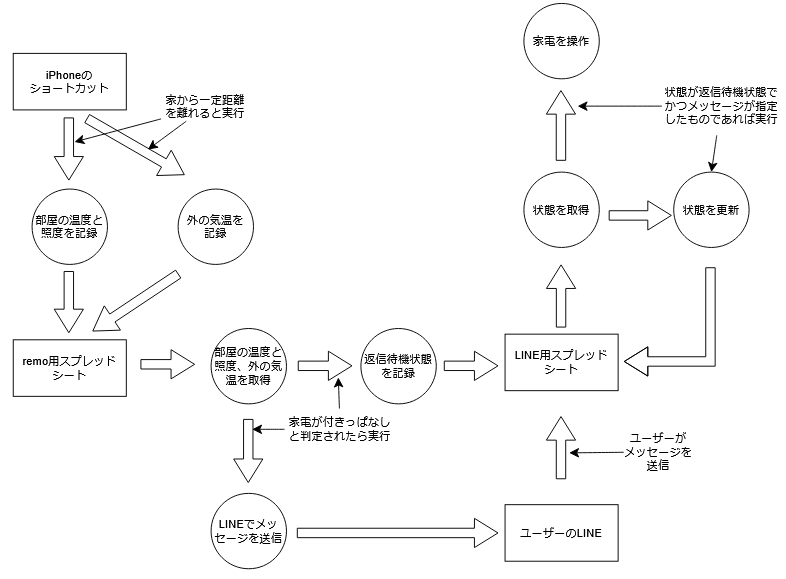 家電を操作
iPhoneの
ショートカット
家から一定距離
を離れると実行
状態が返信待機状態で
かつメッセージが指定
したものであれば実行
部屋の温度と
照度を記録
外の気温を
記録
状態を取得
状態を更新
remo用スプレッド
シート
部屋の温度と
照度、外の気
温を取得
返信待機状態
を記録
LINE用スプレッド
シート
家電が付きっぱなし
と判定されたら実行
ユーザーが
メッセージを
送信
LINEでメッ
セージを送信
ユーザーのLINE